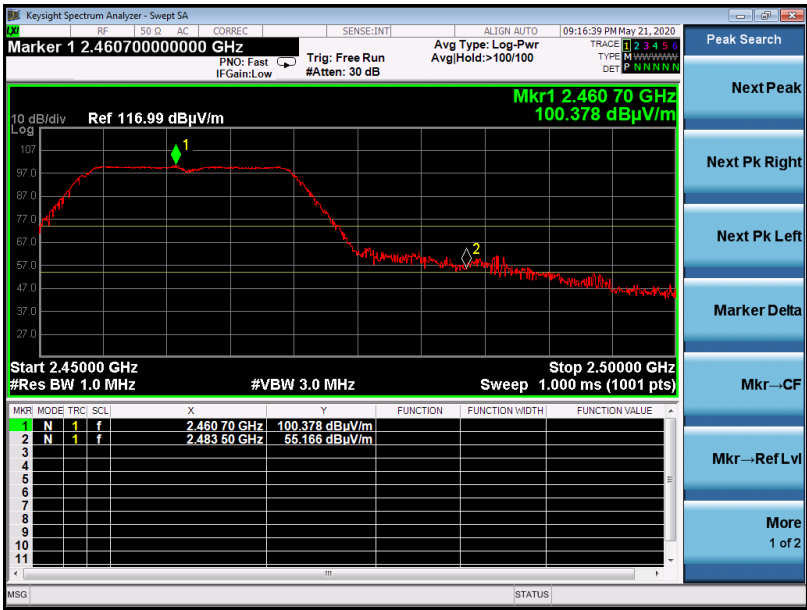 Keysight Spectrum Analyzer - Swept SA
LXI RF 50 Ω AC CORREC SENSE:INT ALIGN AUTO 09:16:39 PM May 21, 2020
Marker 1 2.460700000000 GHz
PNO: Fast
IFGain:Low
Trig: Free Run
#Atten: 30 dB
Avg Type: Log-Pwr
Avg|Hold:>100/100
TRACE 1 2 3 4 5 6
TYPE M W W W W W
DET P N N N N N
Mkr1 2.460 70 GHz
100.378 dBµV/m
10 dB/div Ref 116.99 dBµV/m
Log
107
97.0
87.0
77.0
67.0
57.0
47.0
37.0
27.0
1
2
Start 2.45000 GHz Stop 2.50000 GHz
#Res BW 1.0 MHz #VBW 3.0 MHz Sweep 1.000 ms (1001 pts)
MKR MODE TRC SCL X Y FUNCTION FUNCTION WIDTH FUNCTION VALUE
1 N 1 f 2.460 70 GHz 100.378 dBµV/m
2 N 1 f 2.483 50 GHz 55.166 dBµV/m
3
4
5
6
7
8
9
10
11
MSG STATUS
Peak Search
Next Peak
Next Pk Right
Next Pk Left
Marker Delta
Mkr→CF
Mkr→Ref Lvl
More
1 of 2